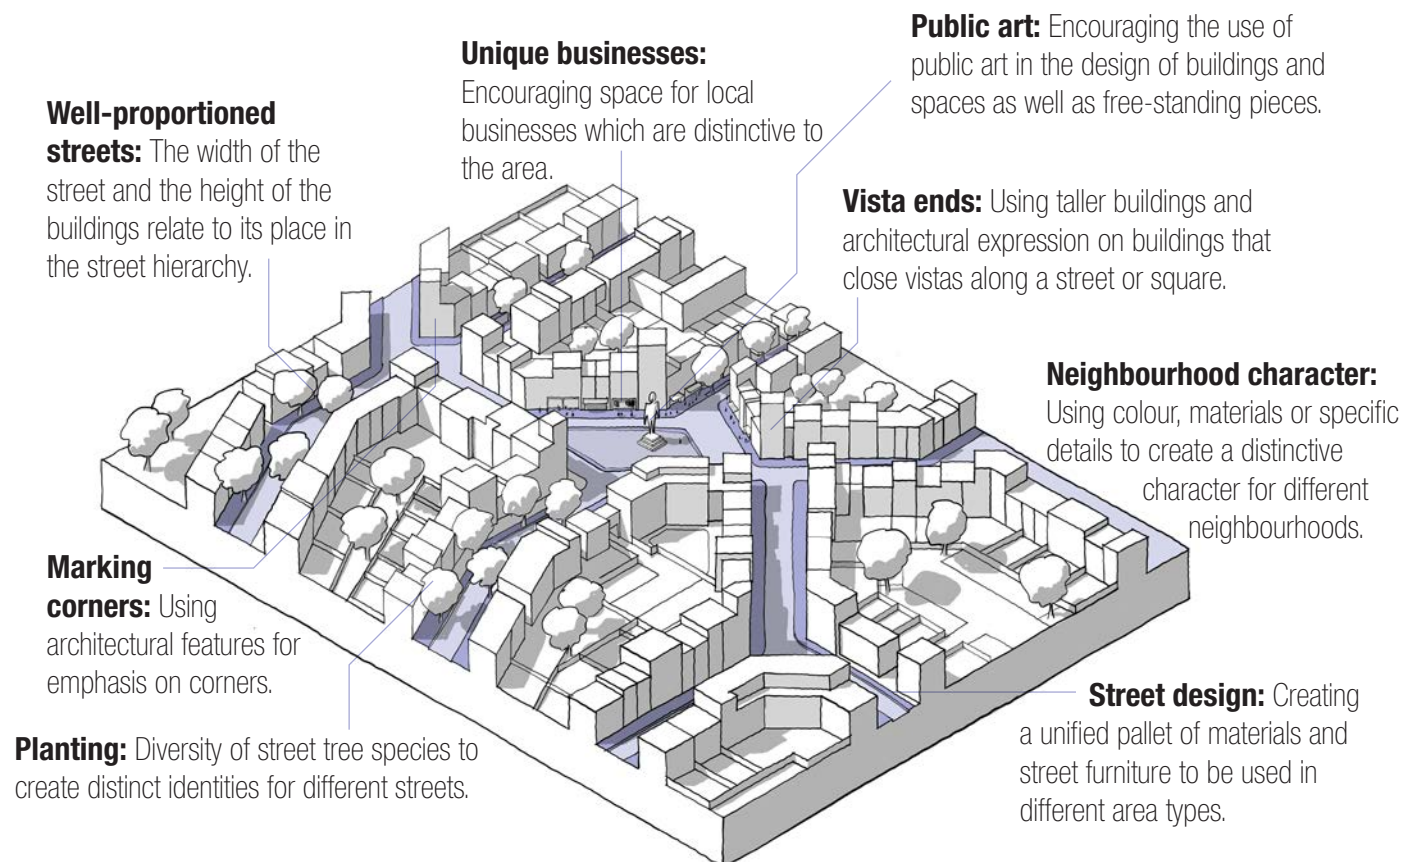 Well-proportioned
streets: The width of the
street and the height of the
buildings relate to its place in
the street hierarchy.
Unique businesses:
Encouraging space for local
businesses which are distinctive to
the area.
Public art: Encouraging the use of
public art in the design of buildings and
spaces as well as free-standing pieces.
Vista ends: Using taller buildings and
architectural expression on buildings that
close vistas along a street or square.
Neighbourhood character:
Using colour, materials or specific
details to create a distinctive
character for different
neighbourhoods.
Marking
corners: Using
architectural features for
emphasis on corners.
Planting: Diversity of street tree species to
create distinct identities for different streets.
Street design: Creating
a unified pallet of materials and
street furniture to be used in
different area types.